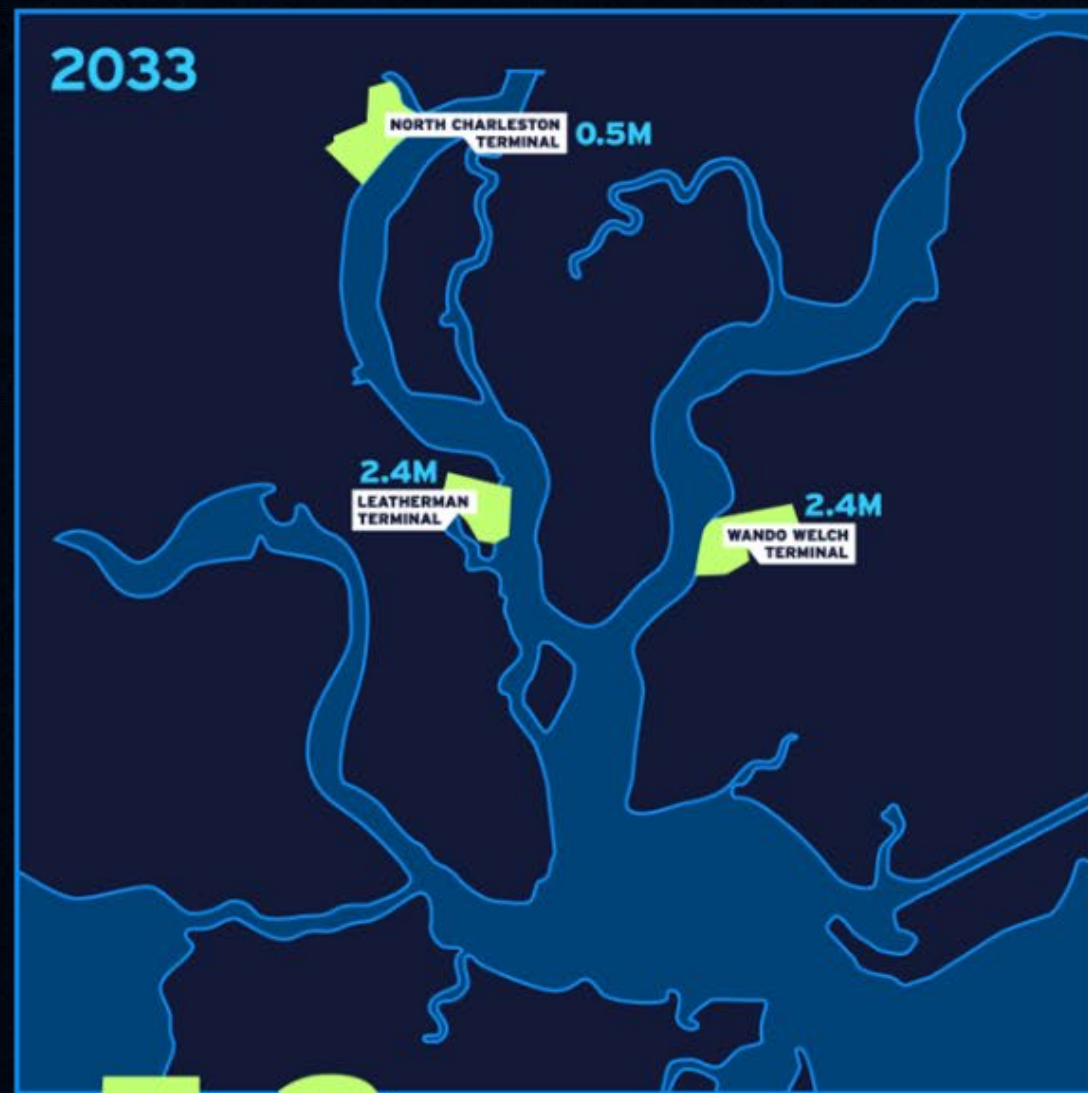 2033
NORTH CHARLESTON
TERMINAL
0.5M
2.4M
LEATHERMAN
TERMINAL
2.4M
WANDO WELCH
TERMINAL